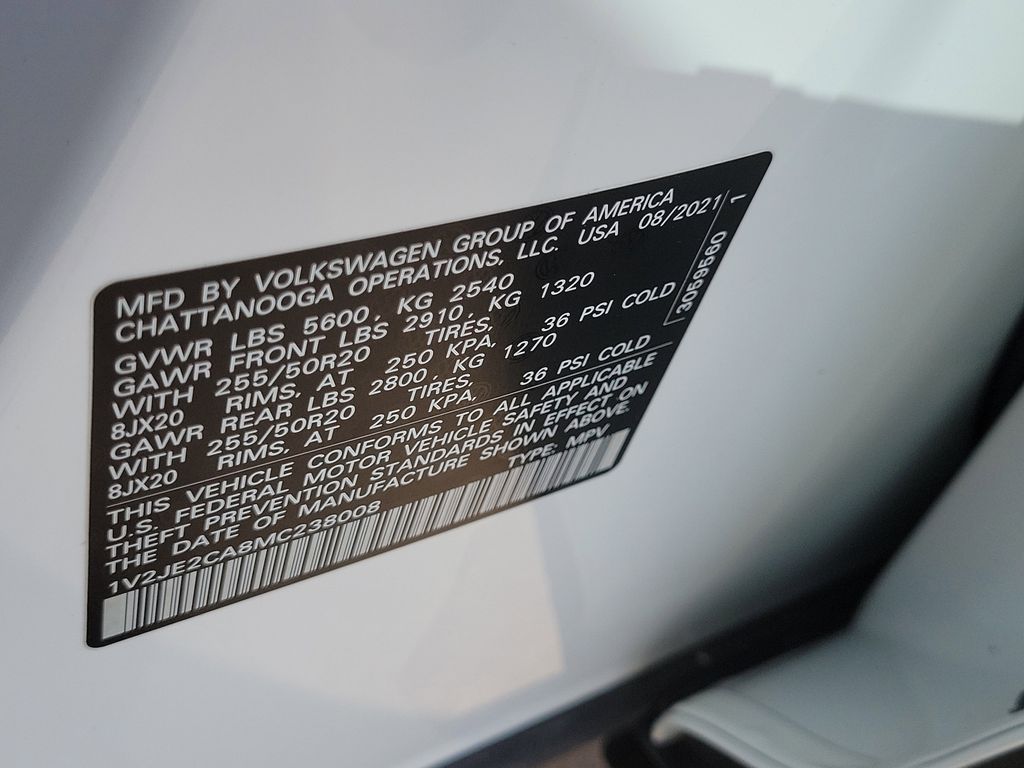 MFD BY VOLKSWAGEN GROUP OF AMERICA
CHATTANOOGA OPERATIONS, LLC. USA 08/2021
GVWR LBS 5600, KG 2540
GAWR FRONT LBS 2910, KG 1320
WITH 255/50R20 TIRES,
8JX20 RIMS, AT 250 KPA, 36 PSI COLD
GAWR REAR LBS 2800, KG 1270
WITH 255/50R20 TIRES,
8JX20 RIMS, AT 250 KPA, 36 PSI COLD
THIS VEHICLE CONFORMS TO ALL APPLICABLE
U.S. FEDERAL MOTOR VEHICLE SAFETY AND
THEFT PREVENTION STANDARDS IN EFFECT ON
THE DATE OF MANUFACTURE SHOWN ABOVE.
1V2JE2CA8MC238008 TYPE: MPV
3059560 1